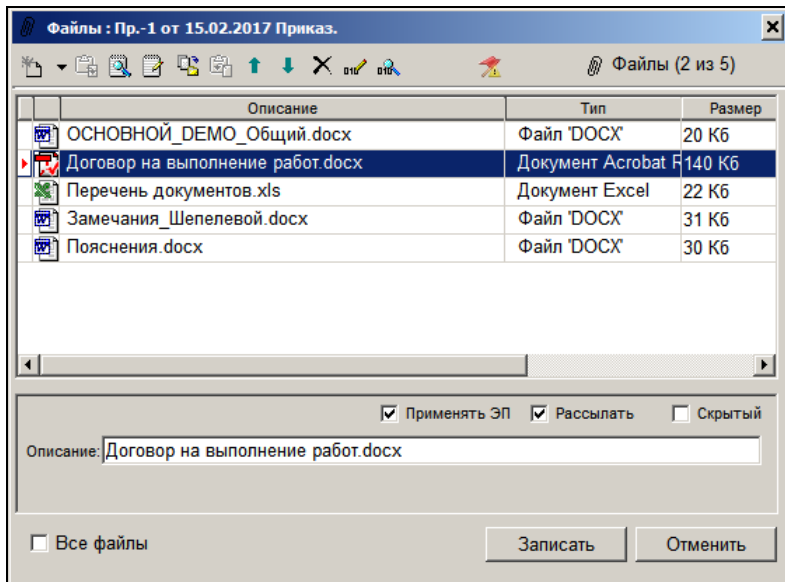 Файлы : Пр.-1 от 15.02.2017 Приказ.
Файлы (2 из 5)
Описание Тип Размер
ОСНОВНОЙ_DEMO_Общий.docx Файл 'DOCX' 20 Кб
Договор на выполнение работ.docx Документ Acrobat R 140 Кб
Перечень документов.xls Документ Excel 22 Кб
Замечания_Шепелевой.docx Файл 'DOCX' 31 Кб
Пояснения.docx Файл 'DOCX' 30 Кб
Применять ЭП Рассылать Скрытый
Описание: Договор на выполнение работ.docx
Все файлы Записать Отменить